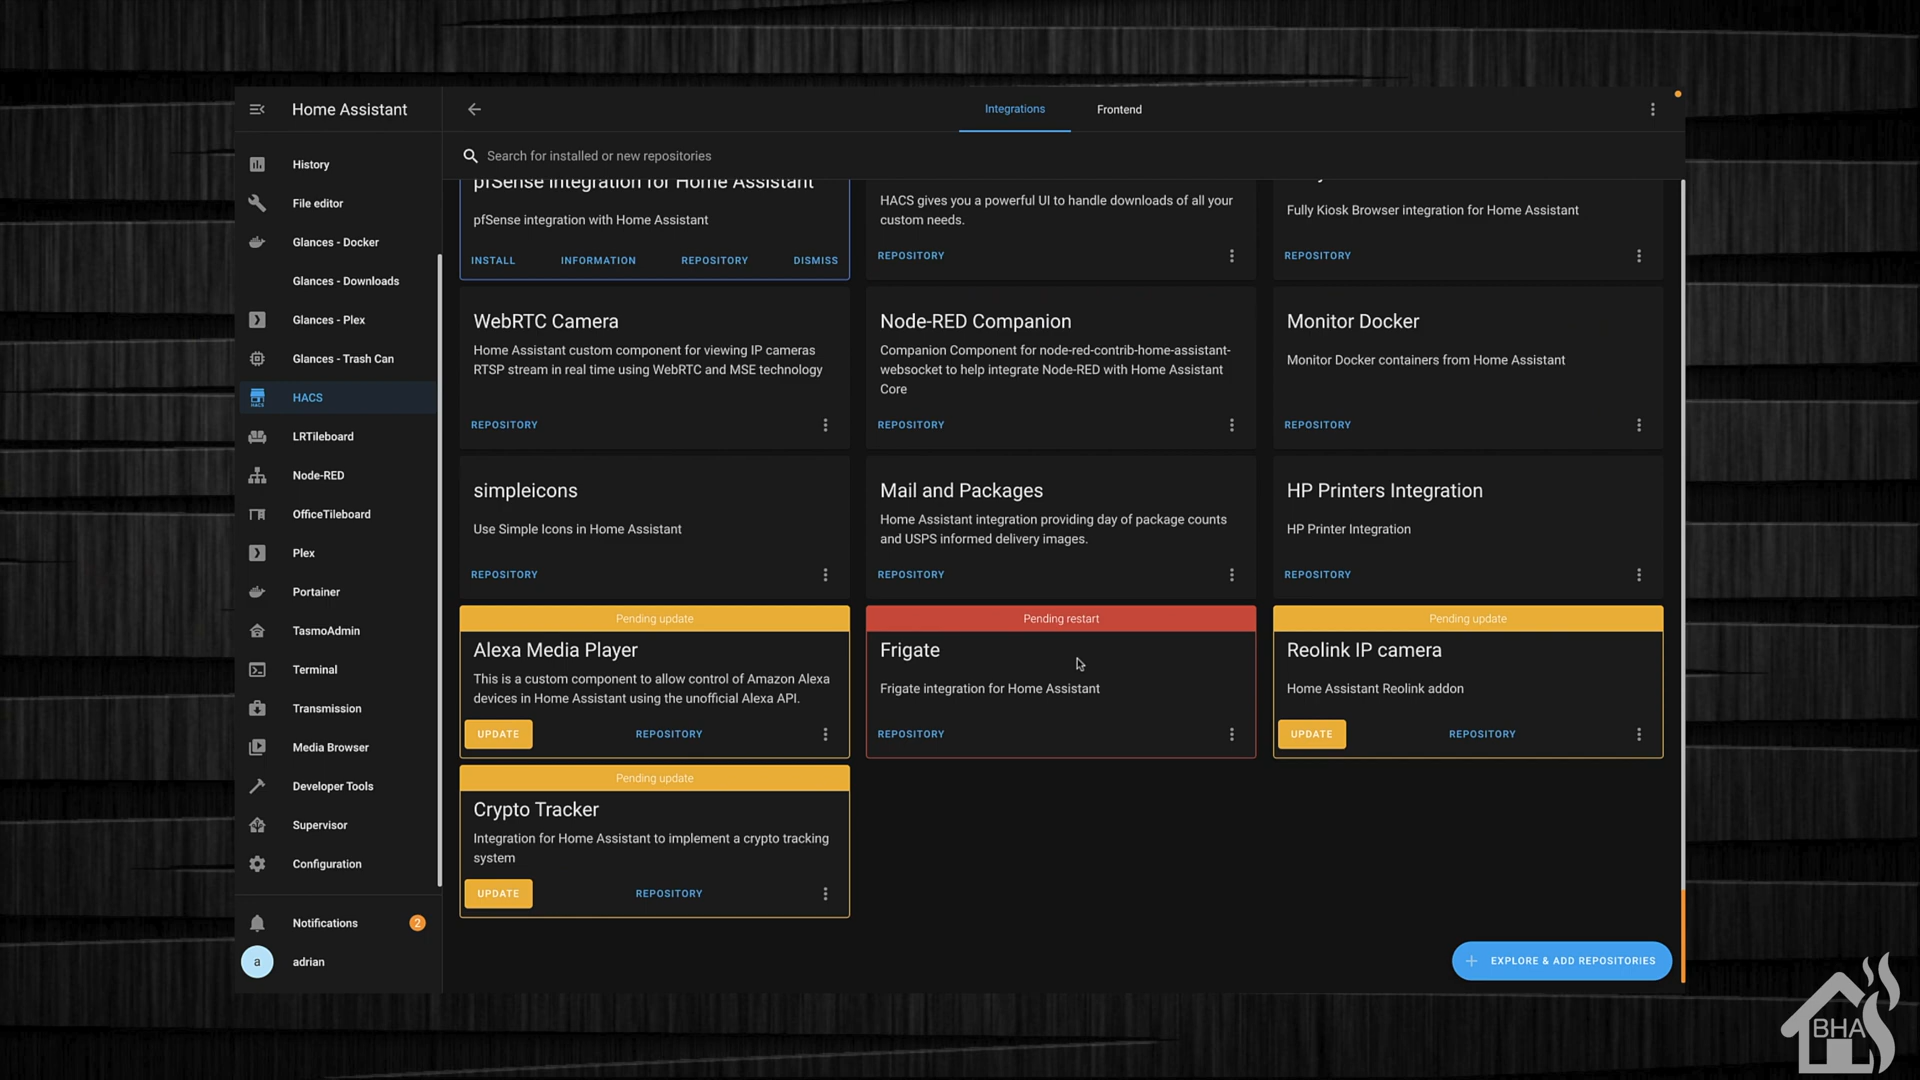 Home Assistant
Integrations
Frontend
Search for installed or new repositories
History
File editor
Glances - Docker
Glances - Downloads
Glances - Plex
Glances - Trash Can
HACS
LRTileboard
Node-RED
OfficeTileboard
Plex
Portainer
TasmoAdmin
Terminal
Transmission
Media Browser
Developer Tools
Supervisor
Configuration
Notifications
2
a
adrian
pfSense integration for Home Assistant
pfSense integration with Home Assistant
INSTALL
INFORMATION
REPOSITORY
DISMISS
HACS gives you a powerful UI to handle downloads of all your
custom needs.
REPOSITORY
Fully Kiosk Browser integration for Home Assistant
REPOSITORY
WebRTC Camera
Home Assistant custom component for viewing IP cameras
RTSP stream in real time using WebRTC and MSE technology
REPOSITORY
Node-RED Companion
Companion Component for node-red-contrib-home-assistant-
websocket to help integrate Node-RED with Home Assistant
Core
REPOSITORY
Monitor Docker
Monitor Docker containers from Home Assistant
REPOSITORY
simpleicons
Use Simple Icons in Home Assistant
REPOSITORY
Mail and Packages
Home Assistant integration providing day of package counts
and USPS informed delivery images.
REPOSITORY
HP Printers Integration
HP Printer Integration
REPOSITORY
Pending update
Alexa Media Player
This is a custom component to allow control of Amazon Alexa
devices in Home Assistant using the unofficial Alexa API.
UPDATE
REPOSITORY
Pending restart
Frigate
Frigate integration for Home Assistant
REPOSITORY
Pending update
Reolink IP camera
Home Assistant Reolink addon
UPDATE
REPOSITORY
Pending update
Crypto Tracker
Integration for Home Assistant to implement a crypto tracking
system
UPDATE
REPOSITORY
EXPLORE & ADD REPOSITORIES
BHA